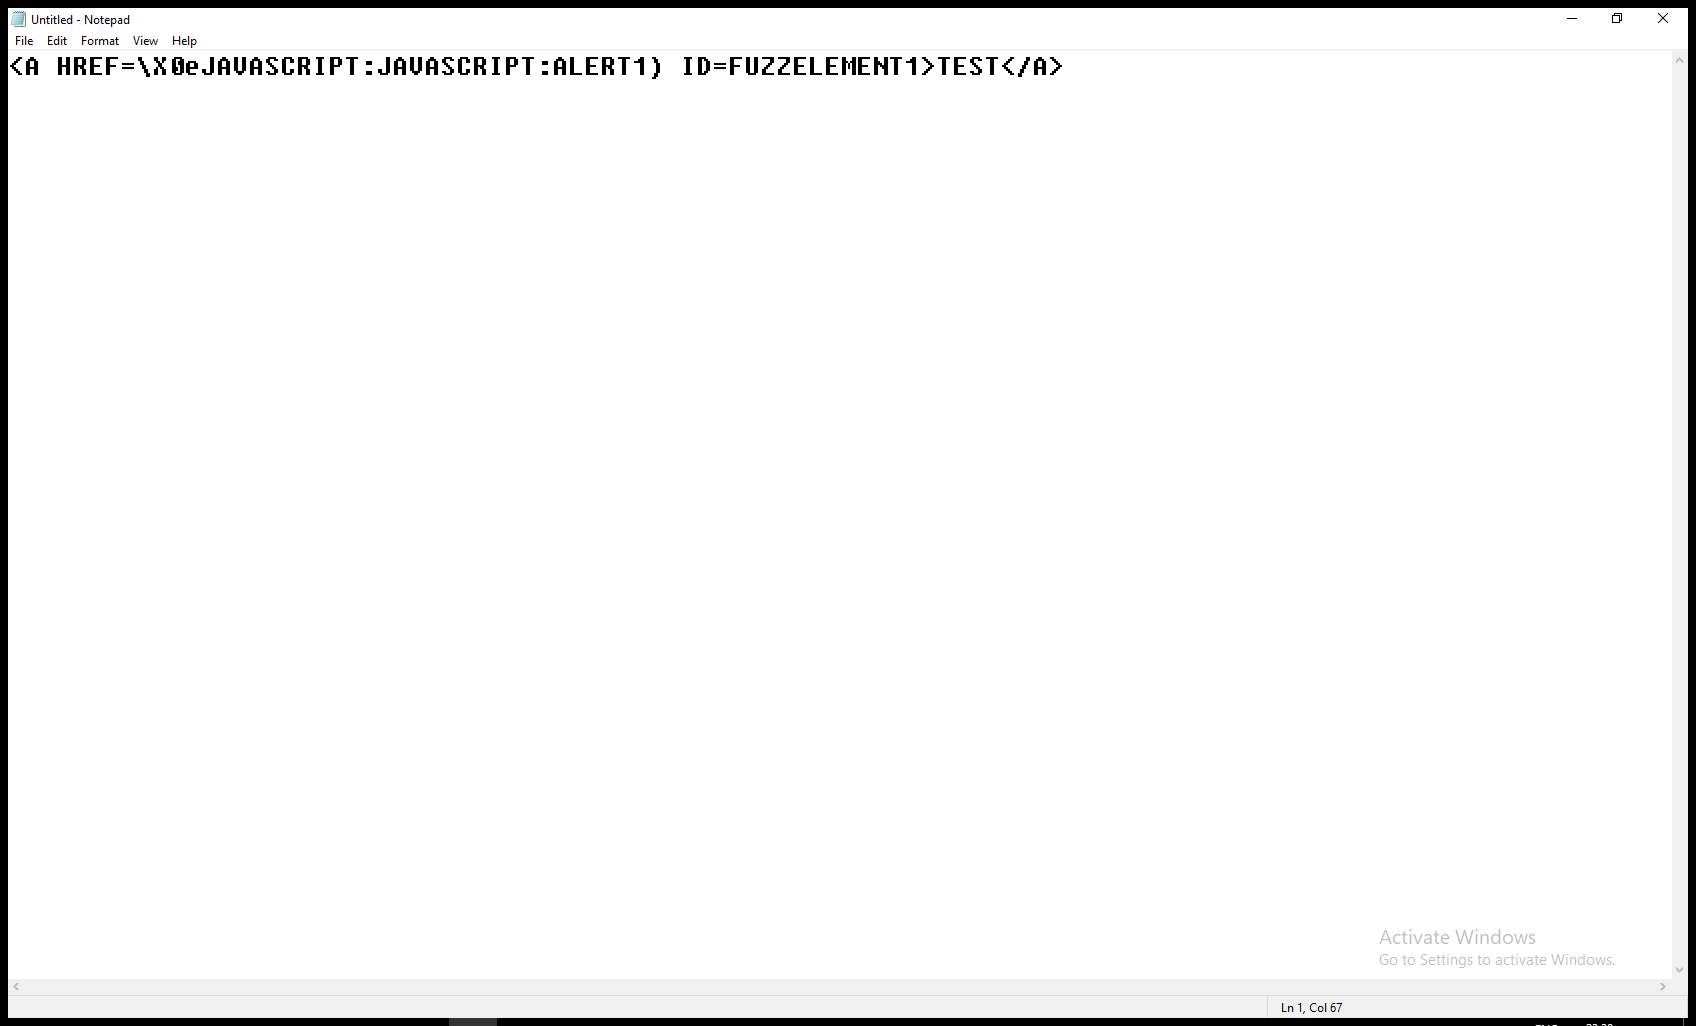 Untitled - Notepad
File Edit Format View Help
<A HREF=\X0eJAVASCRIPT:JAVASCRIPT:ALERT1) ID=FUZZELEMENT1>TEST</A>
Activate Windows
Go to Settings to activate Windows.
Ln 1, Col 67